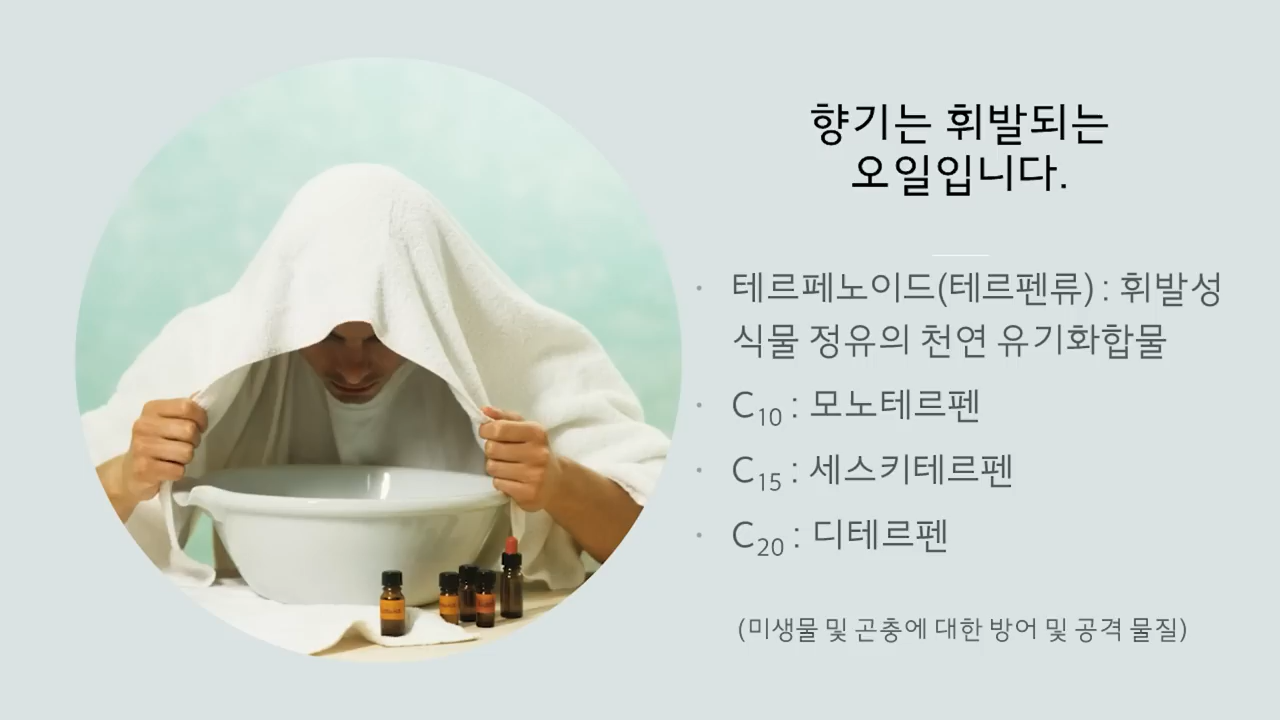 향기는 휘발되는
오일입니다.
• 테르페노이드(테르펜류) : 휘발성
식물 정유의 천연 유기화합물
• C₁₀ : 모노테르펜
• C₁₅ : 세스키테르펜
• C₂₀ : 디테르펜
(미생물 및 곤충에 대한 방어 및 공격 물질)